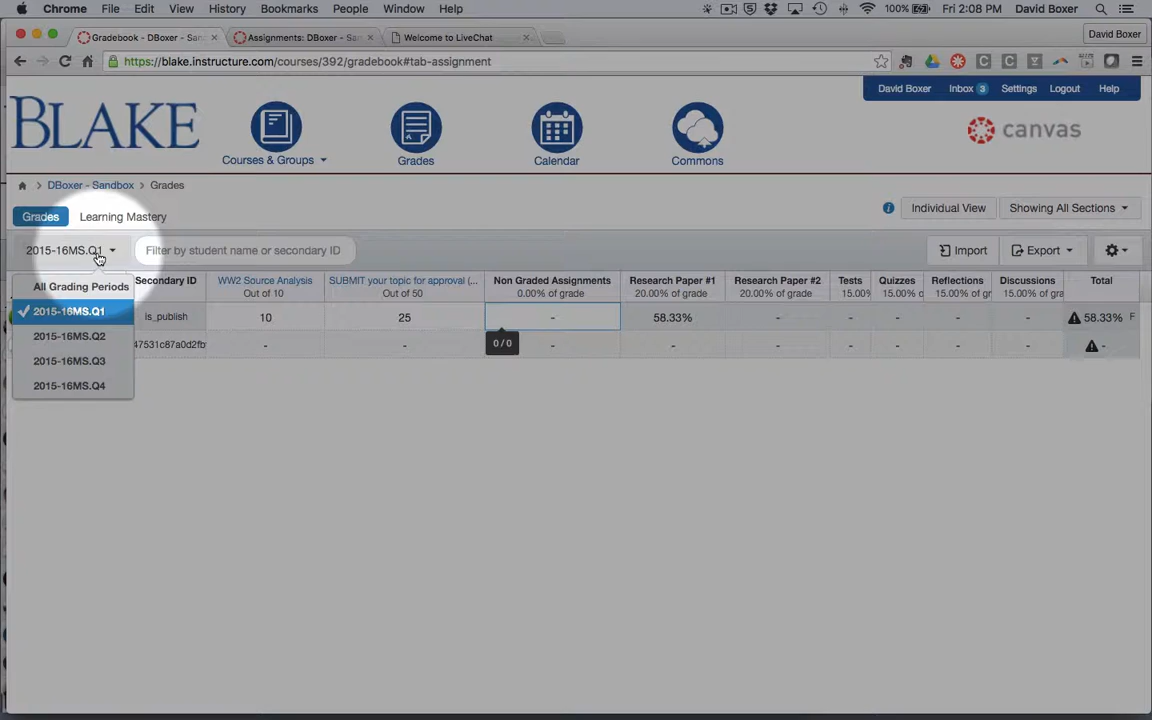 Chrome File Edit View History Bookmarks People Window Help 100% Fri 2:08 PM David Boxer
Gradebook - DBoxer - San Assignments: DBoxer - San Welcome to LiveChat David Boxer
https://blake.instructure.com/courses/392/gradebook#tab-assignment
David Boxer Inbox 3 Settings Logout Help
BLAKE
Courses & Groups Grades Calendar Commons
canvas
DBoxer - Sandbox > Grades
Grades Learning Mastery Individual View Showing All Sections
2015-16MS.Q1 Filter by student name or secondary ID Import Export
Secondary ID WW2 Source Analysis SUBMIT your topic for approval (... Non Graded Assignments Research Paper #1 Research Paper #2 Tests Quizzes Reflections Discussions Total
Out of 10 Out of 50 0.00% of grade 20.00% of grade 20.00% of grade 15.00% 15.00% o 15.00% of gr 15.00% of gr
All Grading Periods
2015-16MS.Q1
2015-16MS.Q2
2015-16MS.Q3
2015-16MS.Q4
is_publish 10 25 - 58.33% - - - - - 58.33% F
0 / 0
47531c87a0d2fb - - - - - - - - - -